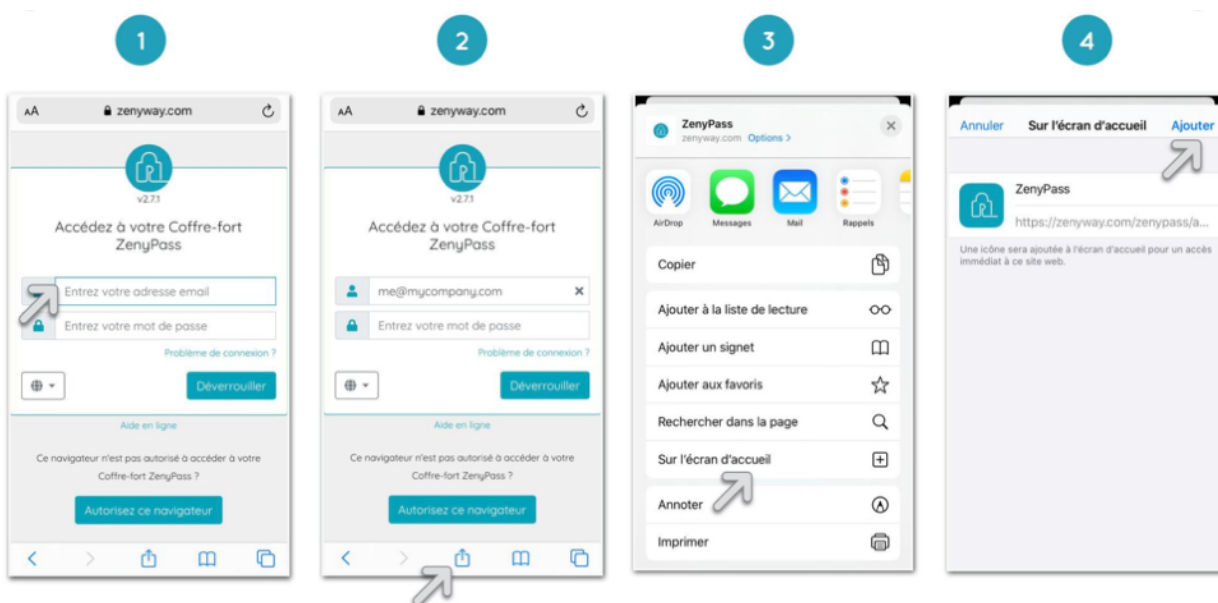 1
2
3
4
AA zenyway.com
v2.7.1
Accédez à votre Coffre-fort
ZenyPass
Entrez votre adresse email
Entrez votre mot de passe
Problème de connexion ?
Déverrouiller
Aide en ligne
Ce navigateur n'est pas autorisé à accéder à votre
Coffre-fort ZenyPass ?
Autorisez ce navigateur
AA zenyway.com
v2.7.1
Accédez à votre Coffre-fort
ZenyPass
me@mycompany.com
Entrez votre mot de passe
Problème de connexion ?
Déverrouiller
Aide en ligne
Ce navigateur n'est pas autorisé à accéder à votre
Coffre-fort ZenyPass ?
Autorisez ce navigateur
ZenyPass
zenyway.com Options >
AirDrop Messages Mail Rappels
Copier
Ajouter à la liste de lecture
Ajouter un signet
Ajouter aux favoris
Rechercher dans la page
Sur l'écran d'accueil
Annoter
Imprimer
Annuler Sur l'écran d'accueil Ajouter
ZenyPass
https://zenyway.com/zenypass/a...
Une icône sera ajoutée à l'écran d'accueil pour un accès
immédiat à ce site web.